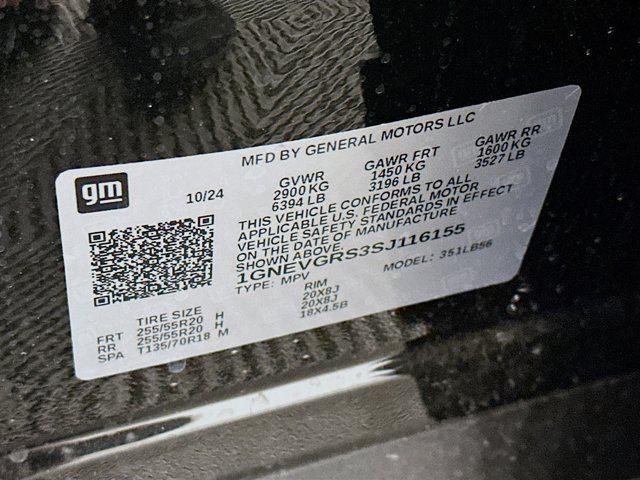 gm
MFD BY GENERAL MOTORS LLC
10/24
GVWR GAWR FRT GAWR RR
2900 KG 1450 KG 1600 KG
6394 LB 3196 LB 3527 LB
THIS VEHICLE CONFORMS TO ALL
APPLICABLE U.S. FEDERAL MOTOR
VEHICLE SAFETY STANDARDS IN EFFECT
ON THE DATE OF MANUFACTURE
SHOWN ABOVE.
1GNEVGRS3SJ116155
TYPE: MPV MODEL: 351LB56
TIRE SIZE RIM
FRT 255/55R20 H 20X8J
RR 255/55R20 H 20X8J
SPA T135/70R18 M 18X4.5B